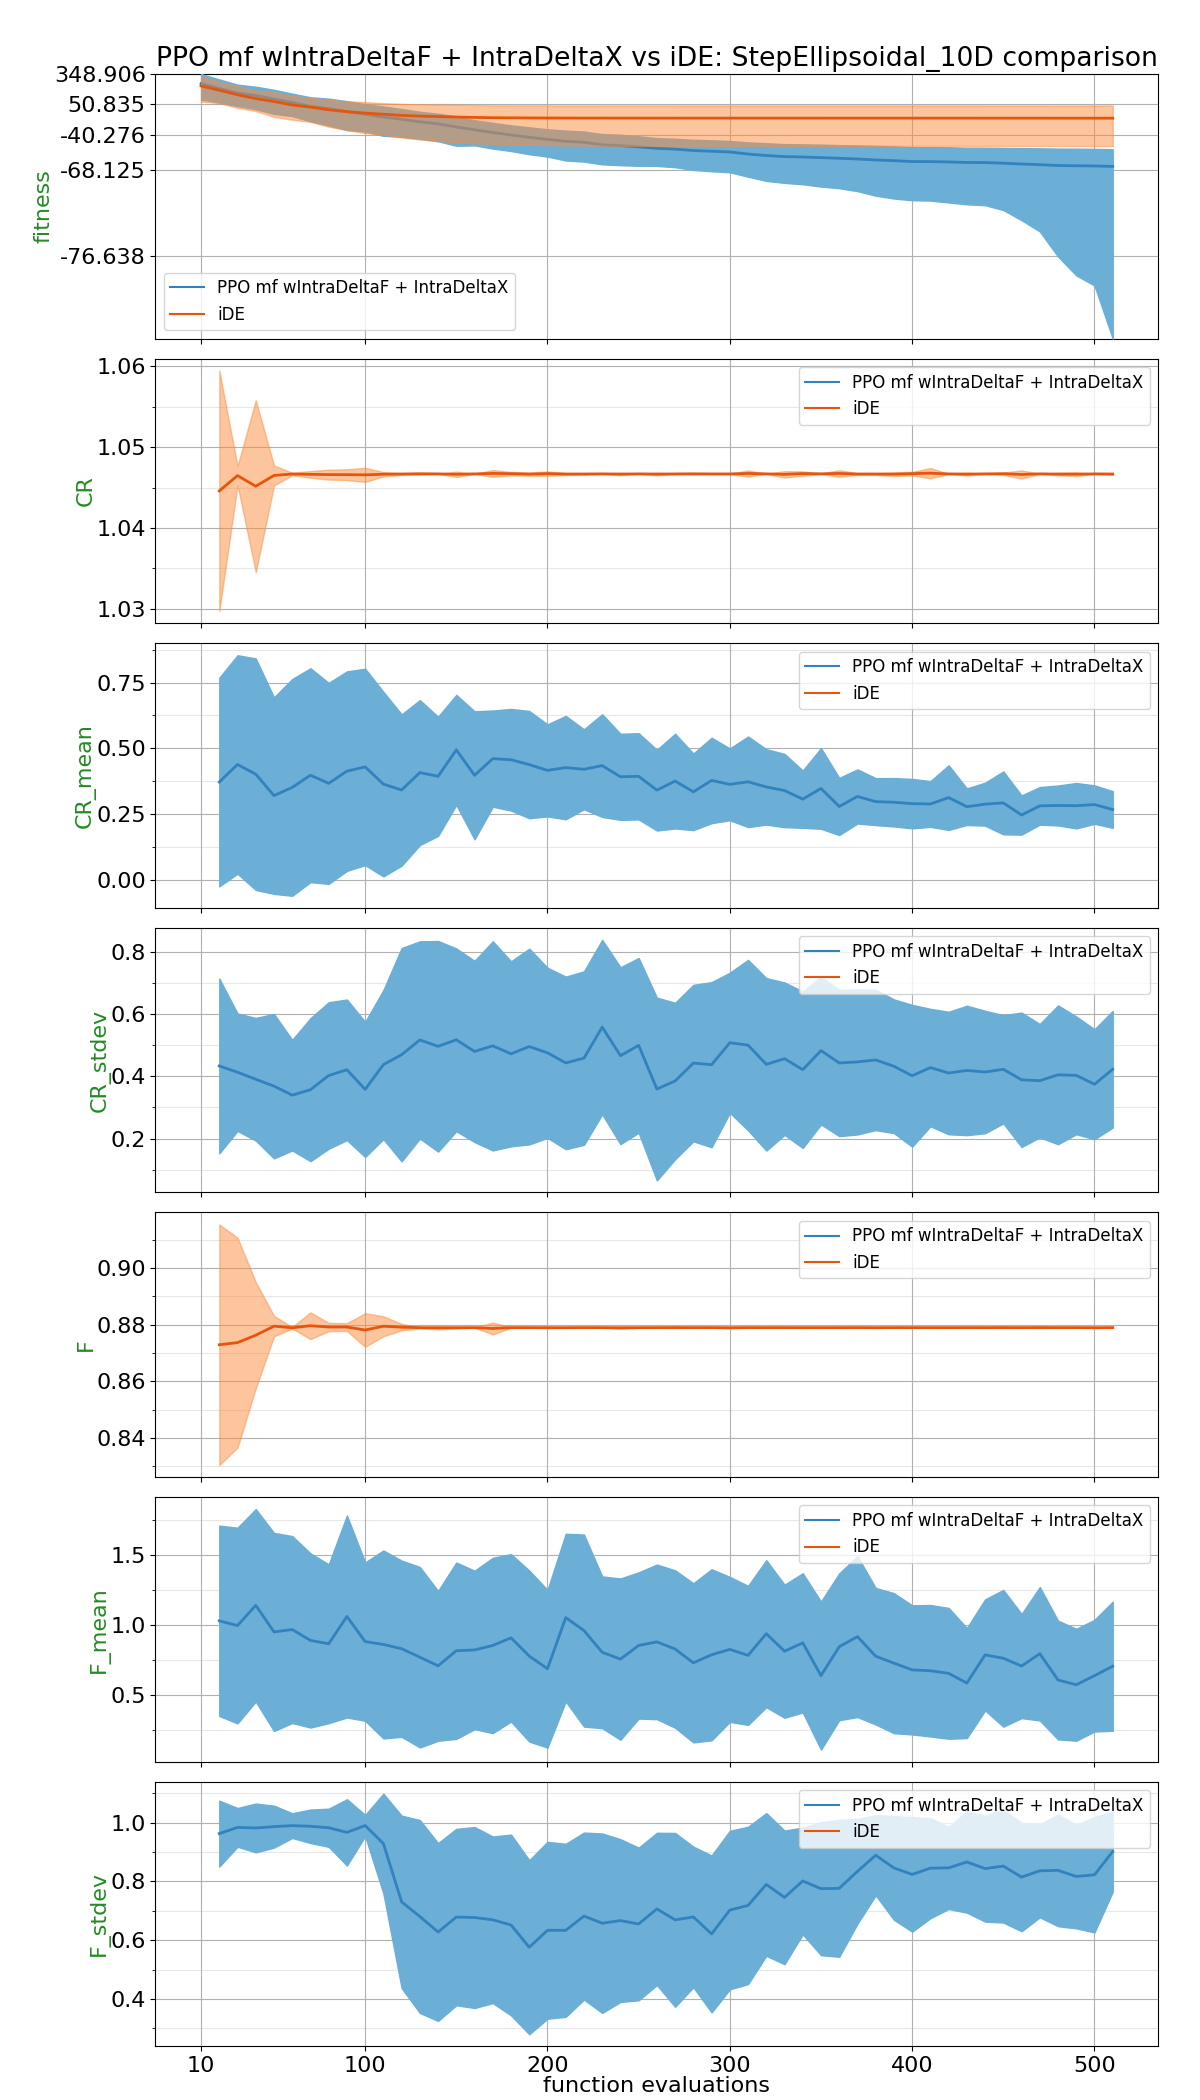 PPO mf wIntraDeltaF + IntraDeltaX vs iDE: StepEllipsoidal_10D comparison
348.906
50.835
-40.276
-68.125
-76.638
fitness
PPO mf wIntraDeltaF + IntraDeltaX
iDE
1.06
1.05
1.04
1.03
CR
PPO mf wIntraDeltaF + IntraDeltaX
iDE
0.75
0.50
0.25
0.00
CR_mean
PPO mf wIntraDeltaF + IntraDeltaX
iDE
0.8
0.6
0.4
0.2
CR_stdev
PPO mf wIntraDeltaF + IntraDeltaX
iDE
0.90
0.88
0.86
0.84
F
PPO mf wIntraDeltaF + IntraDeltaX
iDE
1.5
1.0
0.5
F_mean
PPO mf wIntraDeltaF + IntraDeltaX
iDE
1.0
0.8
0.6
0.4
F_stdev
PPO mf wIntraDeltaF + IntraDeltaX
iDE
10 100 200 300 400 500
function evaluations